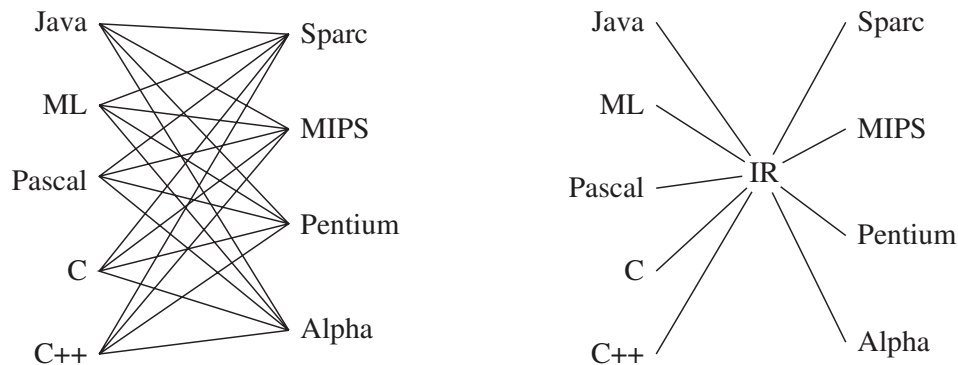 Java
ML
Pascal
C
C++
Sparc
MIPS
Pentium
Alpha
Java
ML
Pascal
C
C++
IR
Sparc
MIPS
Pentium
Alpha